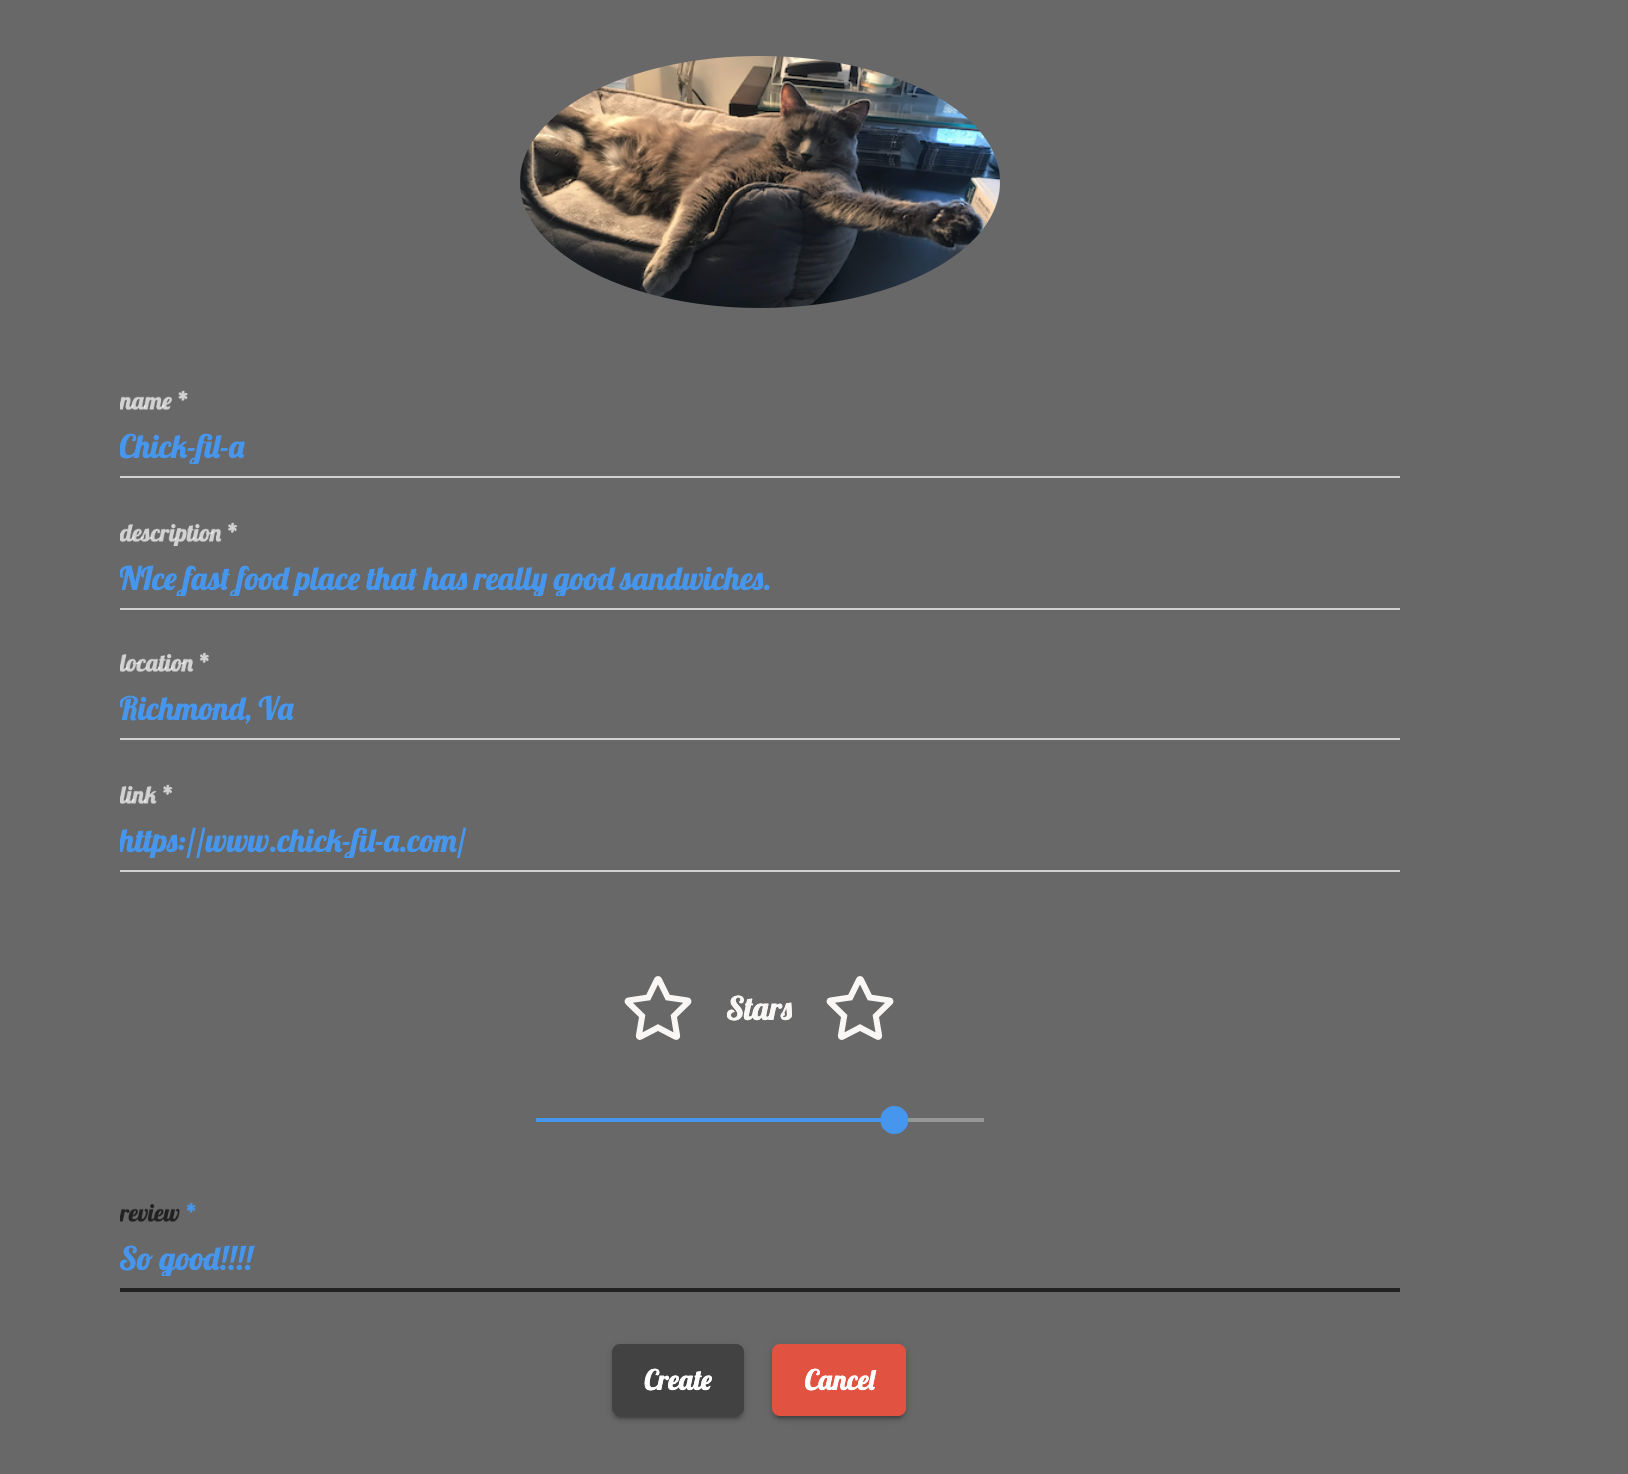 name *
Chick-fil-a
description *
NIce fast food place that has really good sandwiches.
location *
Richmond, Va
link *
https://www.chick-fil-a.com/
Stars
review *
So good!!!!
Create Cancel